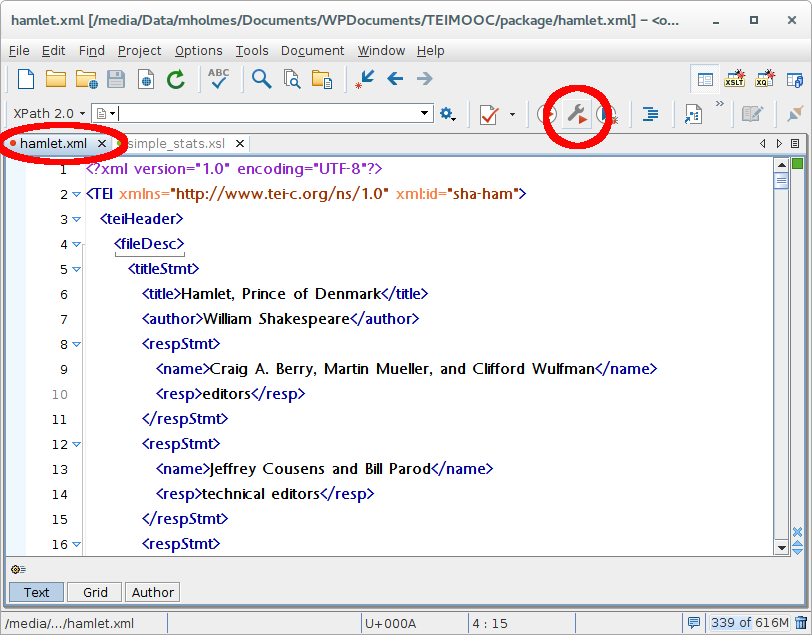 hamlet.xml [/media/Data/mholmes/Documents/WPDocuments/TEIMOOC/package/hamlet.xml] – <o...
File Edit Find Project Options Tools Document Window Help
ABC
XSLT XQ
XPath 2.0
»
hamlet.xml simple_stats.xsl
1 <?xml version="1.0" encoding="UTF-8"?>
2 <TEI xmlns="http://www.tei-c.org/ns/1.0" xml:id="sha-ham">
3 <teiHeader>
4 <fileDesc>
5 <titleStmt>
6 <title>Hamlet, Prince of Denmark</title>
7 <author>William Shakespeare</author>
8 <respStmt>
9 <name>Craig A. Berry, Martin Mueller, and Clifford Wulfman</name>
10 <resp>editors</resp>
11 </respStmt>
12 <respStmt>
13 <name>Jeffrey Cousens and Bill Parod</name>
14 <resp>technical editors</resp>
15 </respStmt>
16 <respStmt>
Text Grid Author
/media/.../hamlet.xml U+000A 4 : 15 339 of 616M